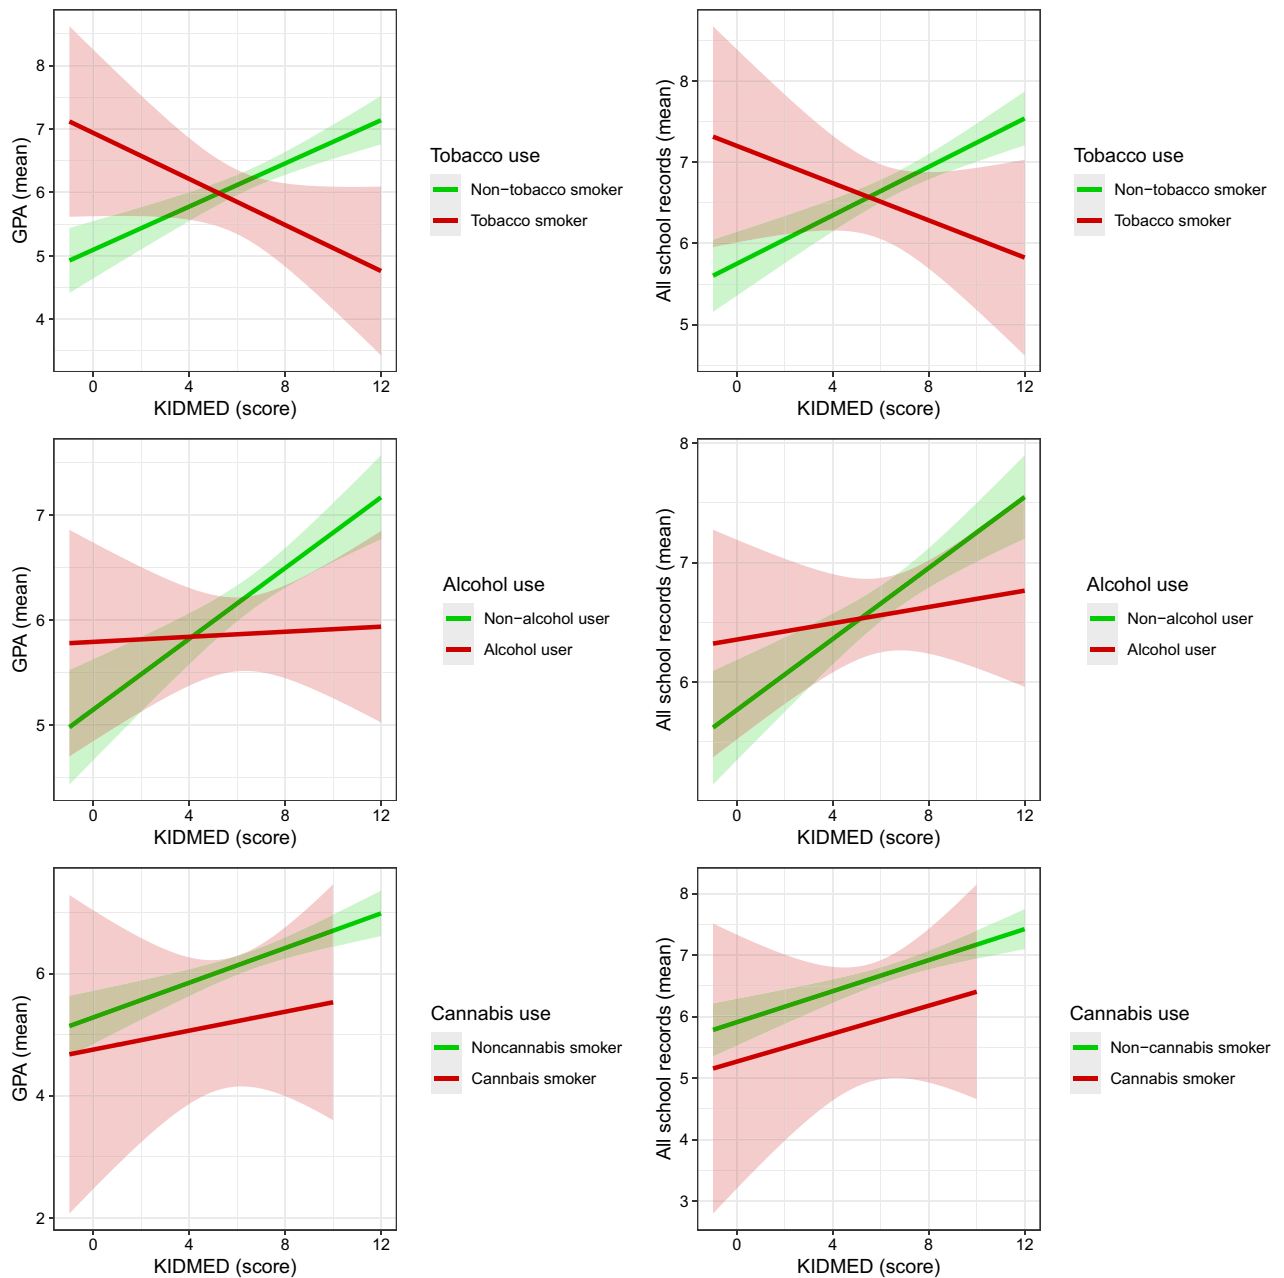 GPA (mean)
8
7
6
5
4
0 4 8 12
KIDMED (score)
Tobacco use
Non−tobacco smoker
Tobacco smoker
All school records (mean)
8
7
6
5
0 4 8 12
KIDMED (score)
Tobacco use
Non−tobacco smoker
Tobacco smoker
GPA (mean)
7
6
5
0 4 8 12
KIDMED (score)
Alcohol use
Non−alcohol user
Alcohol user
All school records (mean)
8
7
6
0 4 8 12
KIDMED (score)
Alcohol use
Non−alcohol user
Alcohol user
GPA (mean)
6
4
2
0 4 8 12
KIDMED (score)
Cannabis use
Noncannabis smoker
Cannbais smoker
All school records (mean)
8
7
6
5
4
3
0 4 8 12
KIDMED (score)
Cannabis use
Non−cannabis smoker
Cannabis smoker